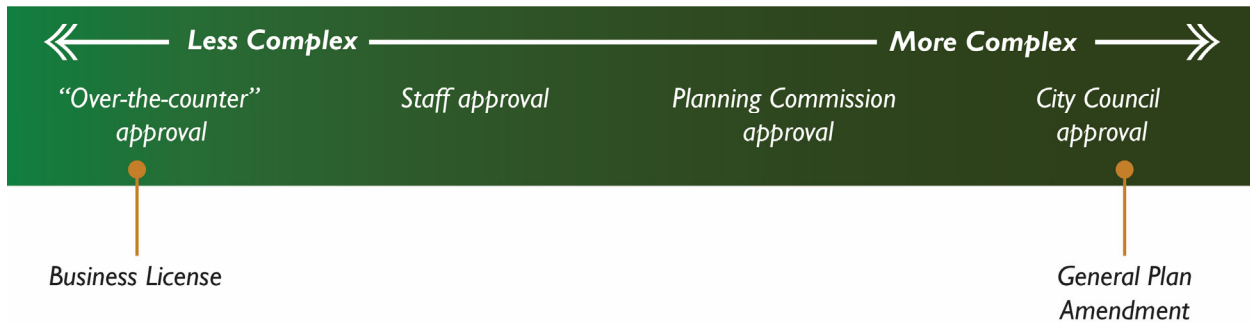 Less Complex
More Complex
“Over-the-counter”
approval
Staff approval
Planning Commission
approval
City Council
approval
Business License
General Plan
Amendment